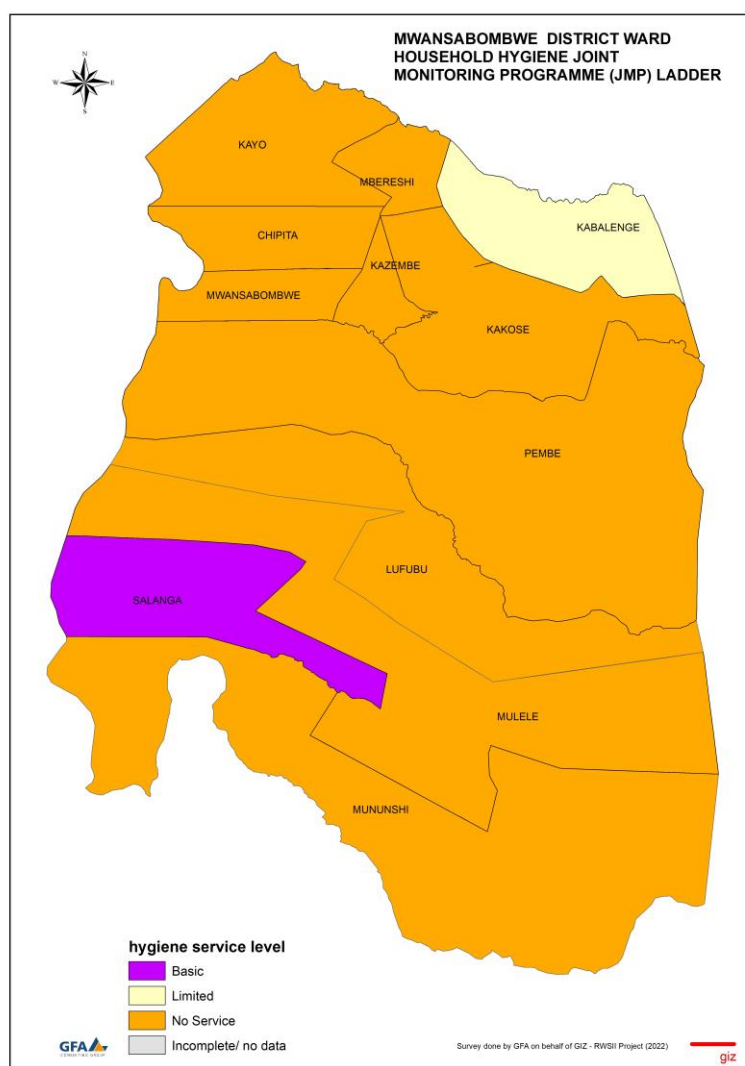 MWANSABOMBWE DISTRICT WARD
HOUSEHOLD HYGIENE JOINT
MONITORING PROGRAMME (JMP) LADDER
N
W E
S
KAYO
MBERESHI
KABALENGE
CHIPITA
KAZEMBE
MWANSABOMBWE
KAKOSE
PEMBE
LUFUBU
SALANGA
MULELE
MUNUNSHI
hygiene service level
Basic
Limited
No Service
Incomplete/ no data
GFA
CONSULTING GROUP
Survey done by GFA on behalf of GIZ - RWSII Project (2022)
giz